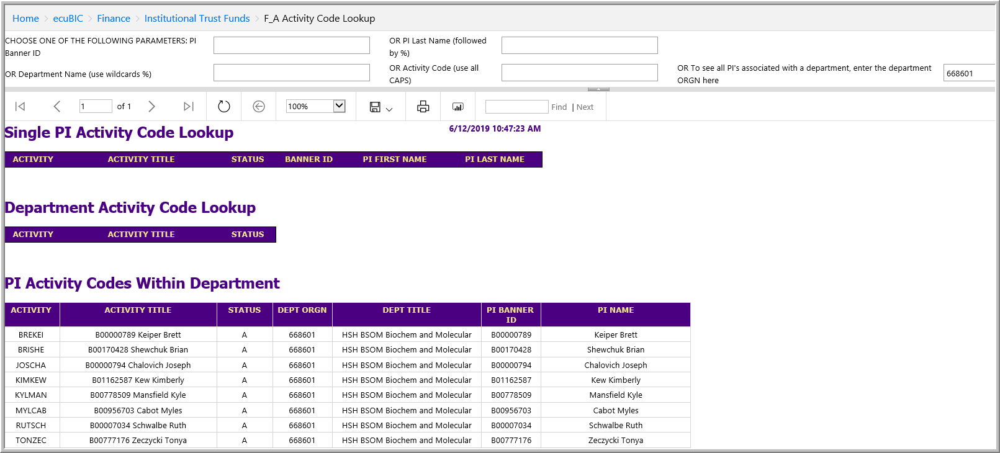 Home > ecuBIC > Finance > Institutional Trust Funds > F_A Activity Code Lookup
CHOOSE ONE OF THE FOLLOWING PARAMETERS: PI
Banner ID
OR PI Last Name (followed
by %)
OR Department Name (use wildcards %)
OR Activity Code (use all
CAPS)
OR To see all PI's associated with a department, enter the department
ORGN here
668601
1 of 1 100% Find | Next
Single PI Activity Code Lookup 6/12/2019 10:47:23 AM
ACTIVITY ACTIVITY TITLE STATUS BANNER ID PI FIRST NAME PI LAST NAME
Department Activity Code Lookup
ACTIVITY ACTIVITY TITLE STATUS
PI Activity Codes Within Department
ACTIVITY ACTIVITY TITLE STATUS DEPT ORGN DEPT TITLE PI BANNER ID PI NAME
BREKEI B00000789 Keiper Brett A 668601 HSH BSOM Biochem and Molecular B00000789 Keiper Brett
BRISHE B00170428 Shewchuk Brian A 668601 HSH BSOM Biochem and Molecular B00170428 Shewchuk Brian
JOSCHA B00000794 Chalovich Joseph A 668601 HSH BSOM Biochem and Molecular B00000794 Chalovich Joseph
KIMKEW B01162587 Kew Kimberly A 668601 HSH BSOM Biochem and Molecular B01162587 Kew Kimberly
KYLMAN B00778509 Mansfield Kyle A 668601 HSH BSOM Biochem and Molecular B00778509 Mansfield Kyle
MYLCAB B00956703 Cabot Myles A 668601 HSH BSOM Biochem and Molecular B00956703 Cabot Myles
RUTSCH B00007034 Schwalbe Ruth A 668601 HSH BSOM Biochem and Molecular B00007034 Schwalbe Ruth
TONZEC B00777176 Zeczycki Tonya A 668601 HSH BSOM Biochem and Molecular B00777176 Zeczycki Tonya